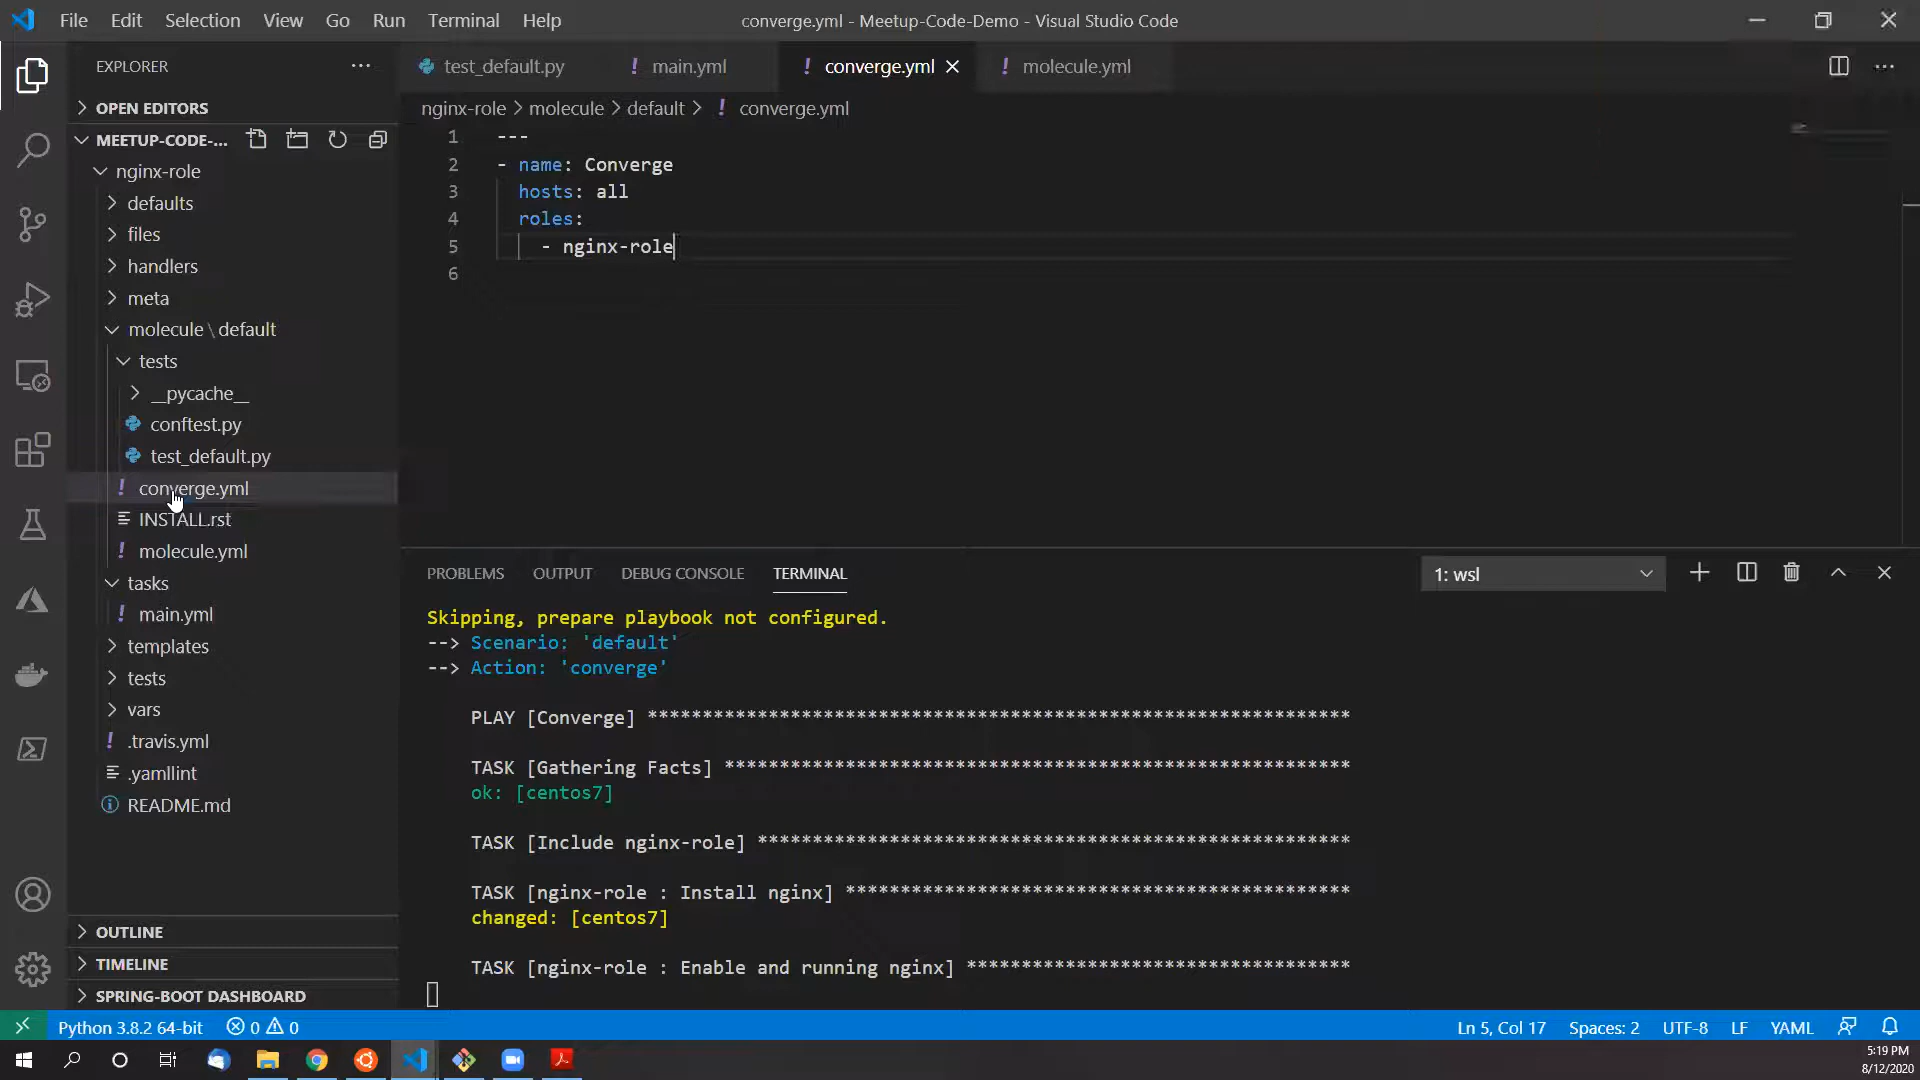 File Edit Selection View Go Run Terminal Help
converge.yml - Meetup-Code-Demo - Visual Studio Code
EXPLORER
OPEN EDITORS
MEETUP-CODE-...
nginx-role
defaults
files
handlers
meta
molecule \ default
tests
__pycache__
conftest.py
test_default.py
converge.yml
INSTALL.rst
molecule.yml
tasks
main.yml
templates
tests
vars
.travis.yml
.yamllint
README.md
OUTLINE
TIMELINE
SPRING-BOOT DASHBOARD
test_default.py main.yml converge.yml molecule.yml
nginx-role > molecule > default > ! converge.yml
1 ---
2 - name: Converge
3 hosts: all
4 roles:
5 - nginx-role
6
PROBLEMS OUTPUT DEBUG CONSOLE TERMINAL
1: wsl
Skipping, prepare playbook not configured.
--> Scenario: 'default'
--> Action: 'converge'
PLAY [Converge] ****************************************************************
TASK [Gathering Facts] *********************************************************
ok: [centos7]
TASK [Include nginx-role] ******************************************************
TASK [nginx-role : Install nginx] **********************************************
changed: [centos7]
TASK [nginx-role : Enable and running nginx] ***********************************
Python 3.8.2 64-bit 0 0
Ln 5, Col 17 Spaces: 2 UTF-8 LF YAML
5:19 PM
8/12/2020